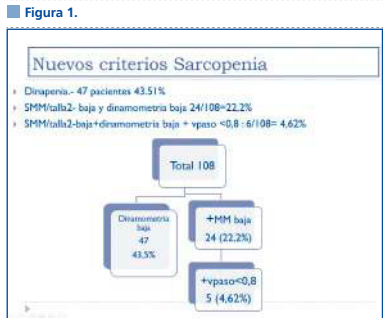 Figura 1.
Nuevos criterios Sarcopenia
Dinapenia.- 47 pacientes 43.51%
SMM/talla2- baja y dinamometria baja 24/108=22,2%
SMM/talla2-baja+dinamometria baja + vpaso <0,8 : 6/108= 4,62%
Total 108
Dinamometria
baja
47
43,5%
+MM baja
24 (22,2%)
+vpaso<0,8
5 (4,62%)